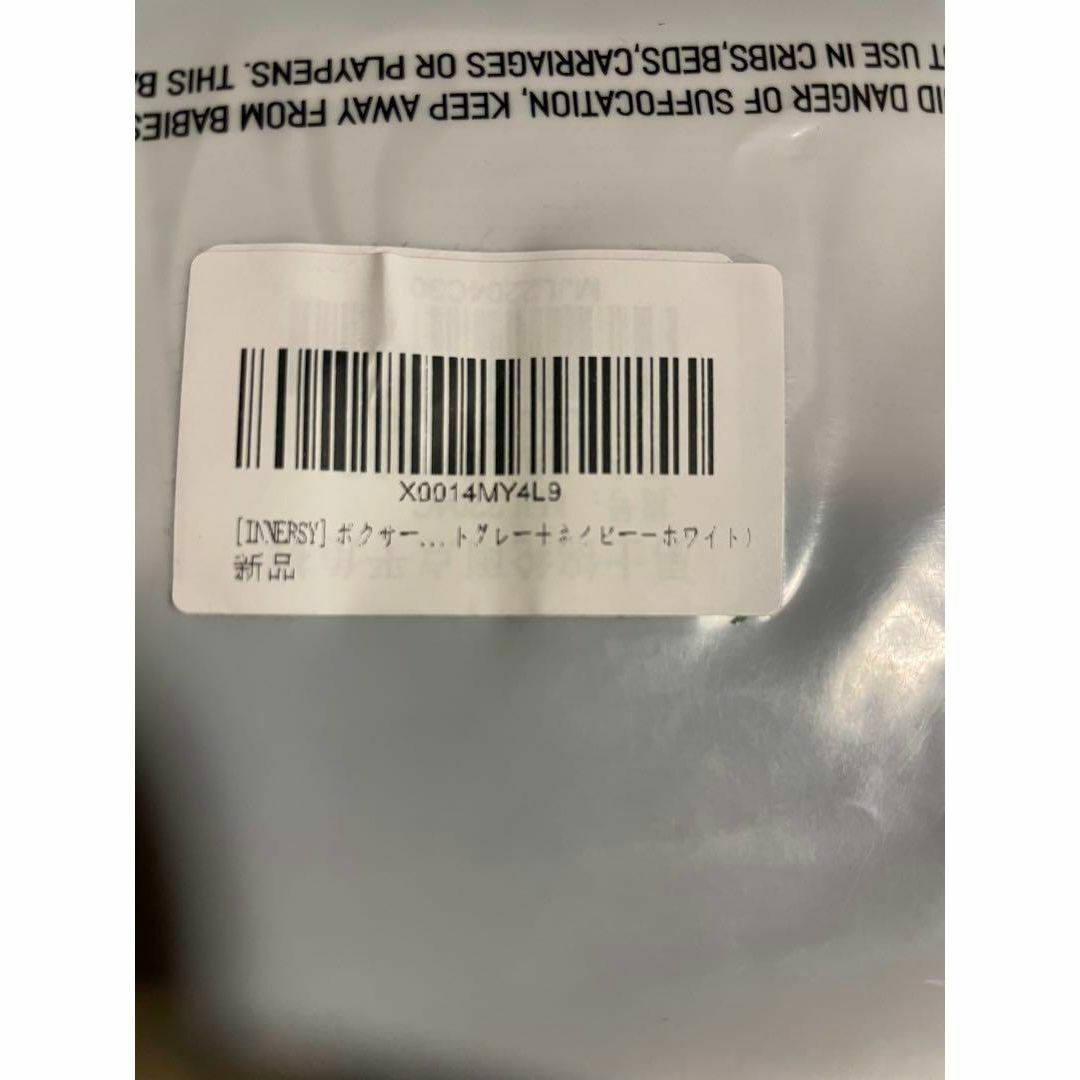 T USE IN CRIBS,BEDS,CARRIAGES OR PLAYPENS. THIS B
ID DANGER OF SUFFOCATION, KEEP AWAY FROM BABIES
X0014MY4L9
[INNERSY] ボクサー...トグレー+ネイビー-ホワイト)
新品